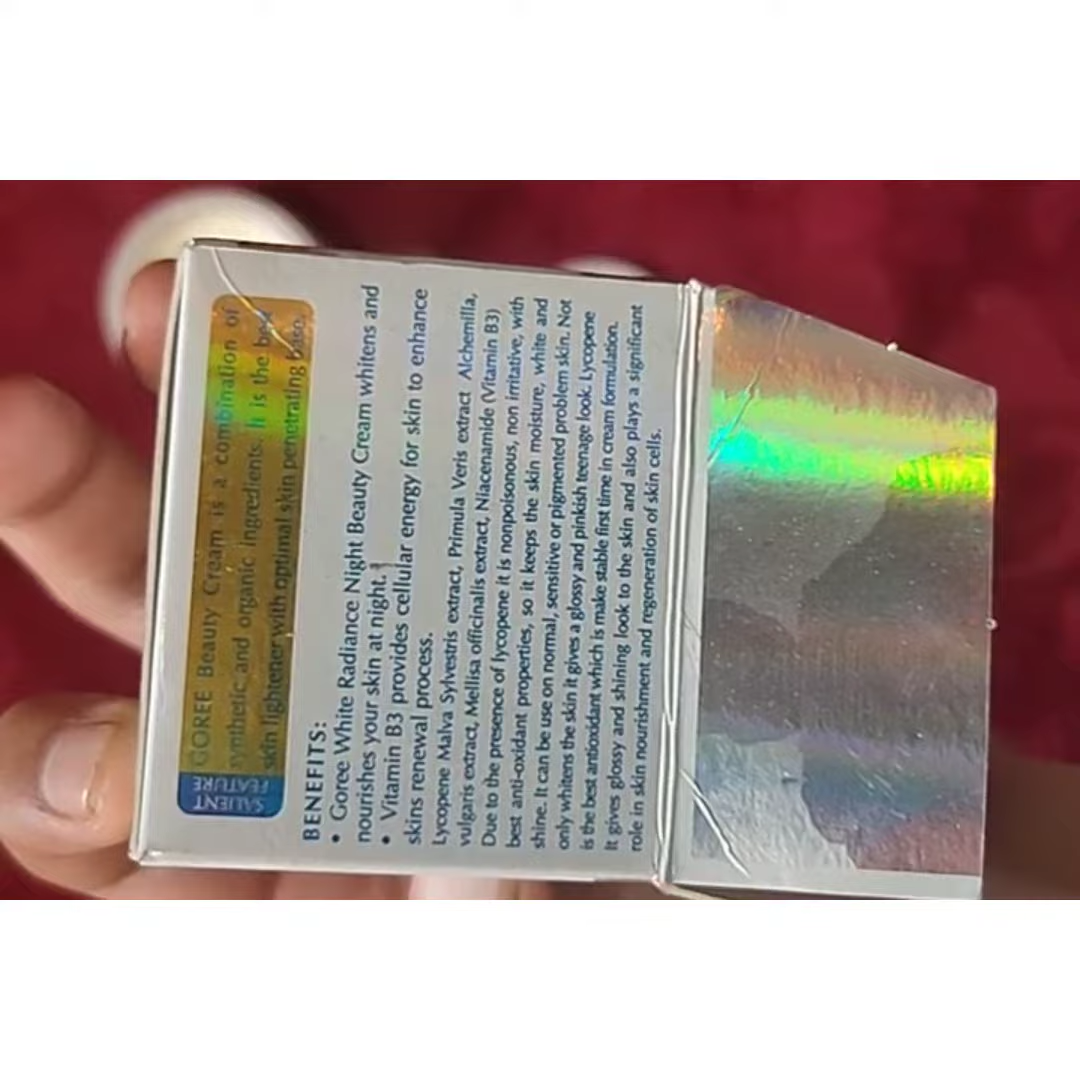 SALIENT
FEATURE
GOREE Beauty Cream is a combination of
synthetic and organic ingredients. It is the best
skin lightener with optimal skin penetrating base.
BENEFITS:
• Goree White Radiance Night Beauty Cream whitens and
nourishes your skin at night.
• Vitamin B3 provides cellular energy for skin to enhance
skins renewal process.
Lycopene Malva Sylvestris extract, Primula Veris extract Alchemilla,
vulgaris extract, Mellisa officinalis extract, Niacenamide (Vitamin B3)
Due to the presence of lycopene it is nonpoisonous, non irritative, with
best anti-oxidant properties, so it keeps the skin moisture, white and
shine. It can be use on normal, sensitive or pigmented problem skin. Not
only whitens the skin it gives a glossy and pinkish teenage look. Lycopene
is the best antioxidant which is make stable first time in cream formulation.
It gives glossy and shining look to the skin and also plays a significant
role in skin nourishment and regeneration of skin cells.